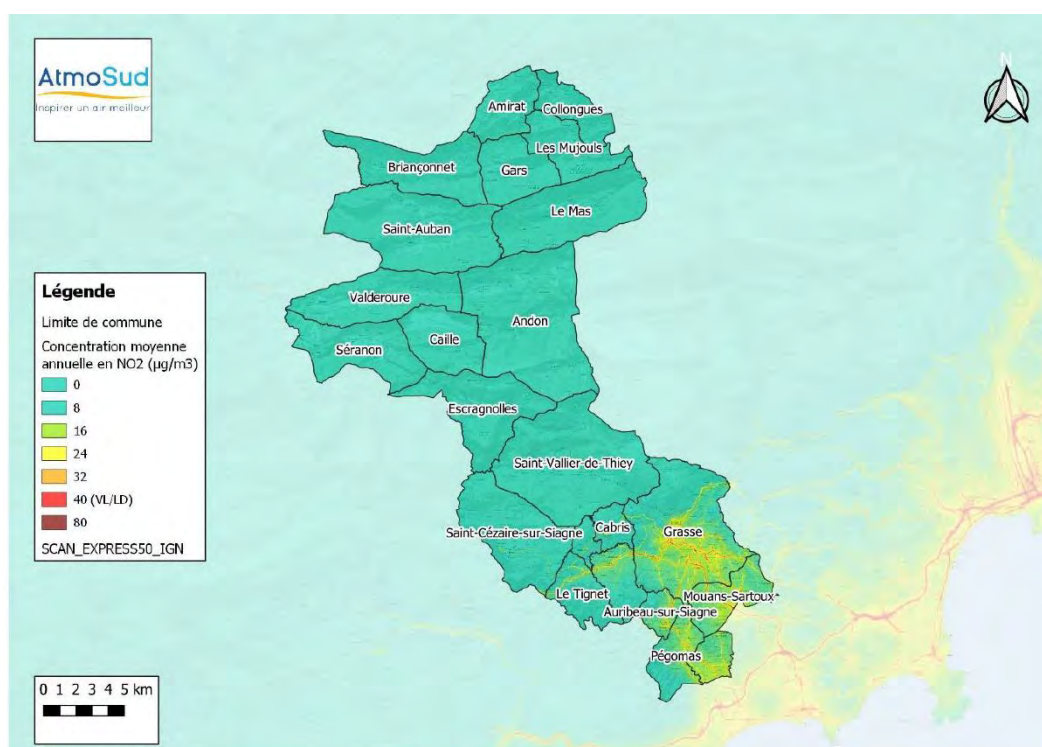 AtmoSud
Inspirer un air meilleur
N
Amirat
Collongues
Les Mujouls
Briançonnet
Gars
Le Mas
Saint-Auban
Valderoure
Andon
Caille
Séranon
Escragnolles
Saint-Vallier-de-Thiey
Saint-Cézaire-sur-Siagne
Cabris
Grasse
Le Tignet
Mouans-Sartoux
Auribeau-sur-Siagne
Pégomas
Légende
Limite de commune
Concentration moyenne
annuelle en NO2 (µg/m3)
0
8
16
24
32
40 (VL/LD)
80
SCAN_EXPRESS50_IGN
0 1 2 3 4 5 km